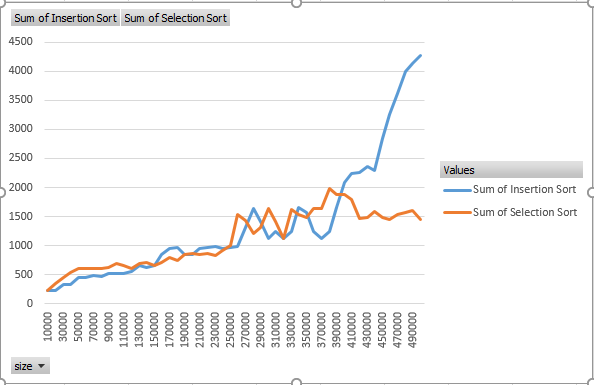 Sum of Insertion Sort Sum of Selection Sort
4500
4000
3500
3000
2500
2000
1500
1000
500
0
Values
Sum of Insertion Sort
Sum of Selection Sort
10000 30000 50000 70000 90000 110000 130000 150000 170000 190000 210000 230000 250000 270000 290000 310000 330000 350000 370000 390000 410000 430000 450000 470000 490000
size